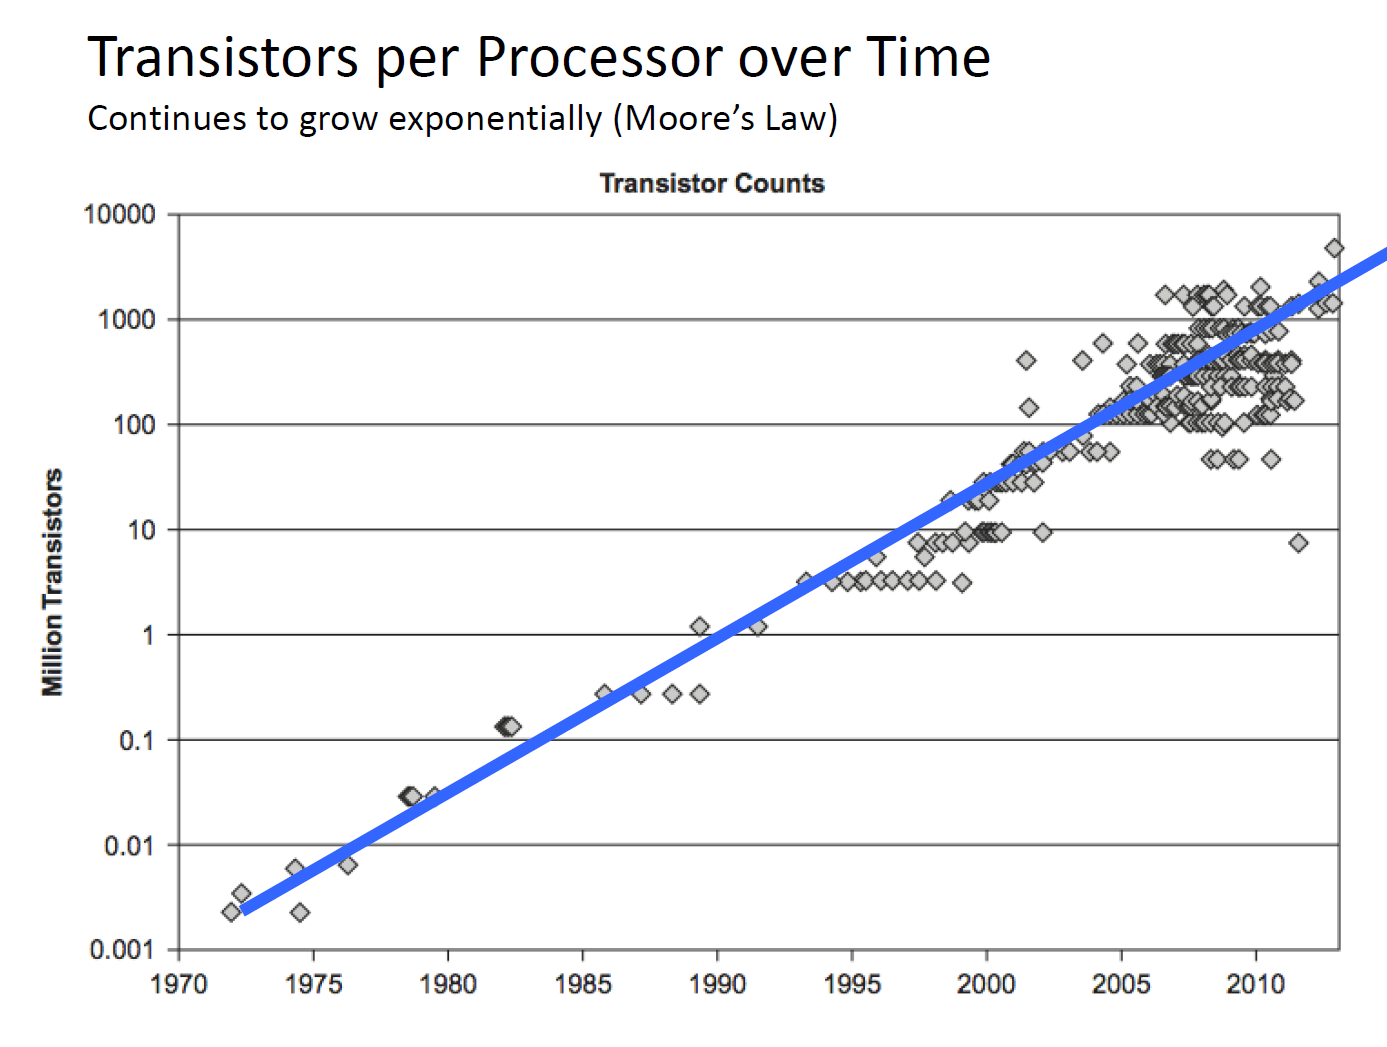 Transistors per Processor over Time
Continues to grow exponentially (Moore’s Law)
Transistor Counts
10000
1000
100
10
1
0.1
0.01
0.001
Million Transistors
1970 1975 1980 1985 1990 1995 2000 2005 2010